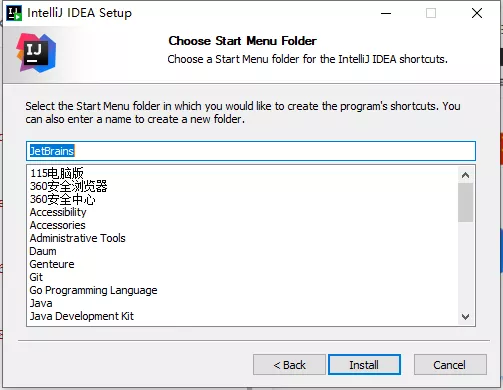 IntelliJ IDEA Setup
IJ
Choose Start Menu Folder
Choose a Start Menu folder for the IntelliJ IDEA shortcuts.
Select the Start Menu folder in which you would like to create the program's shortcuts. You
can also enter a name to create a new folder.
JetBrains
115电脑版
360安全浏览器
360安全中心
Accessibility
Accessories
Administrative Tools
Daum
Genteure
Git
Go Programming Language
Java
Java Development Kit
< Back
Install
Cancel